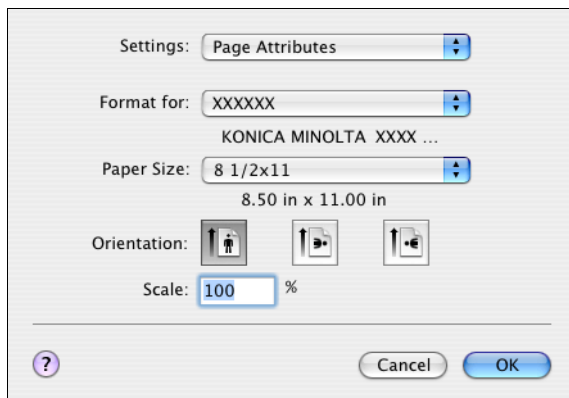 Settings: Page Attributes
Format for: XXXXXX
KONICA MINOLTA XXXX ...
Paper Size: 8 1/2x11
8.50 in x 11.00 in
Orientation:
Scale: 100 %
? Cancel OK